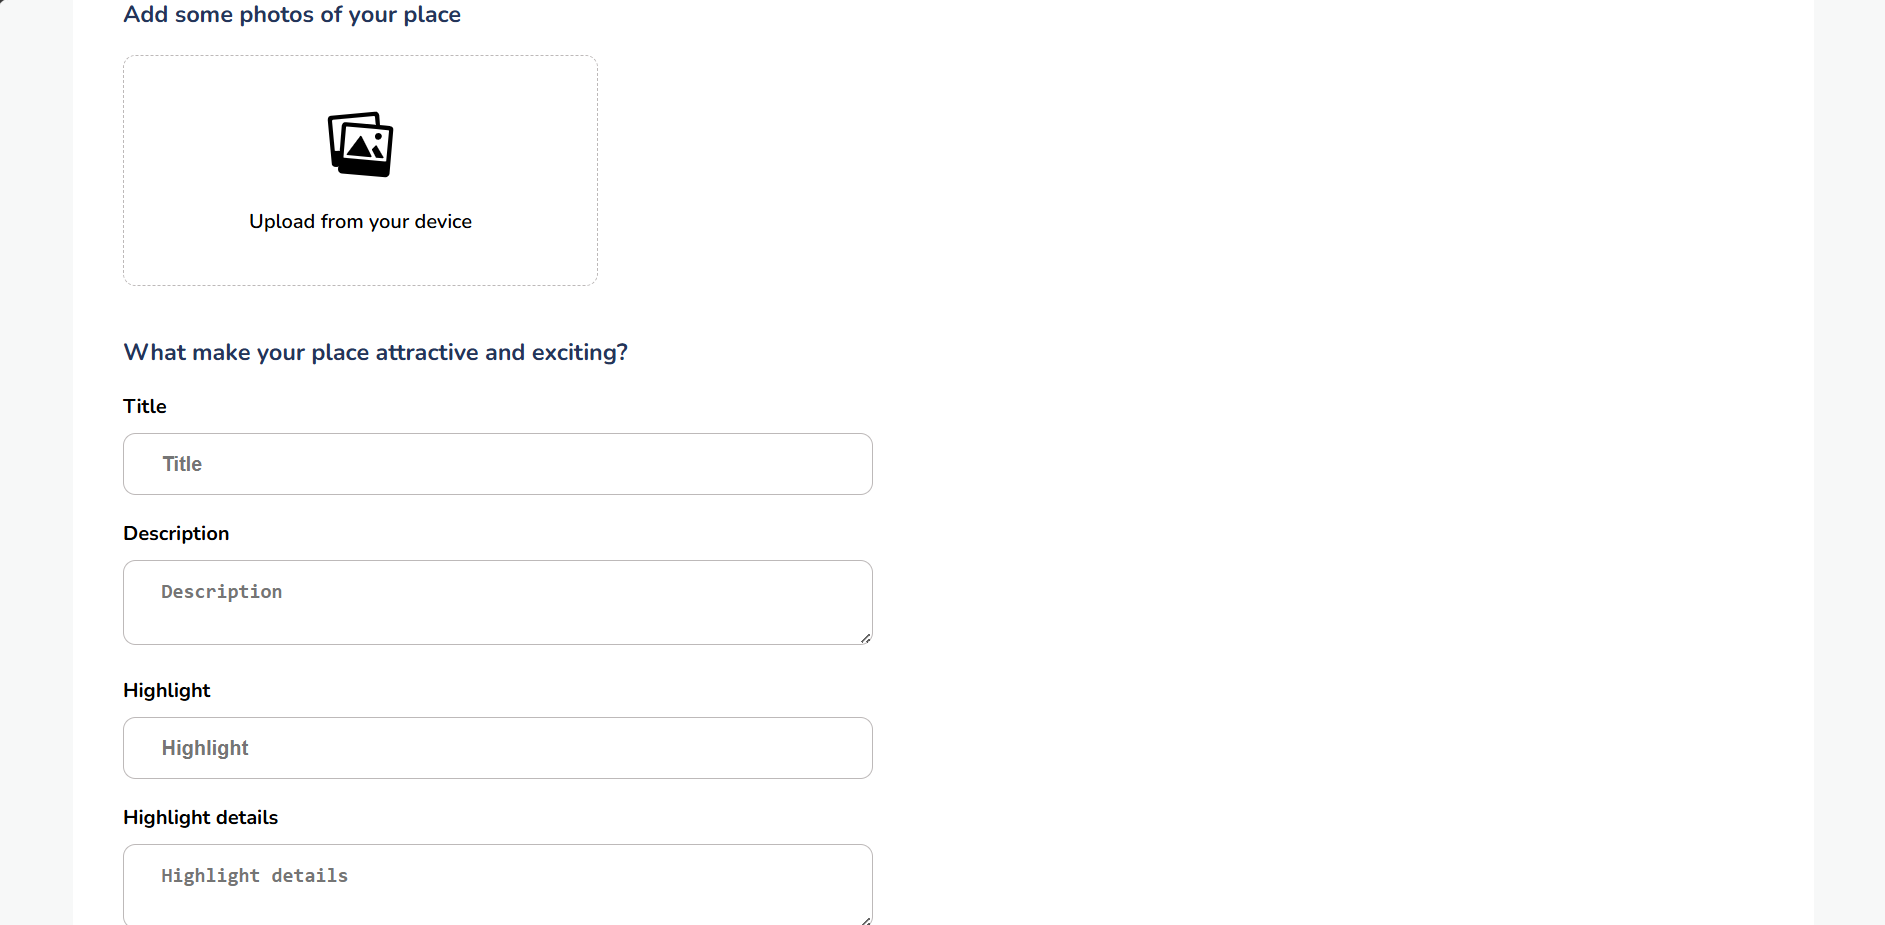 Add some photos of your place
Upload from your device
What make your place attractive and exciting?
Title
Title
Description
Description
Highlight
Highlight
Highlight details
Highlight details